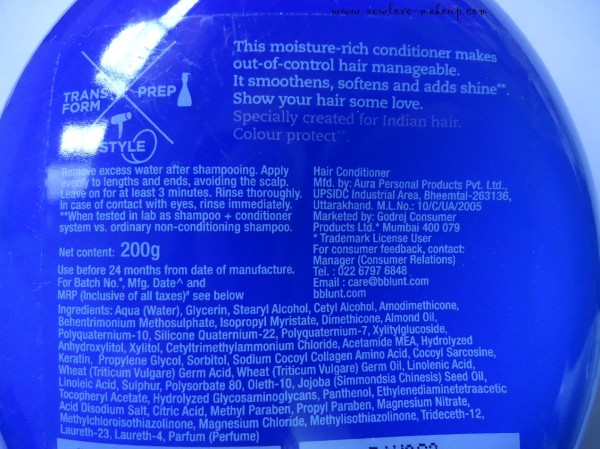 www.newlove-makeup.com
This moisture-rich conditioner makes
out-of-control hair manageable.
It smoothens, softens and adds shine**.
Show your hair some love.
Specially created for Indian hair.
Colour protect**.
TRANS
FORM
PREP
STYLE
Remove excess water after shampooing. Apply
evenly to lengths and ends, avoiding the scalp.
Leave on for at least 3 minutes. Rinse thoroughly.
In case of contact with eyes, rinse immediately.
**When tested in lab as shampoo + conditioner
system vs. ordinary non-conditioning shampoo.
Net content: 200g
Use before 24 months from date of manufacture.
For Batch No.*, Mfg. Date^ and
MRP (Inclusive of all taxes)# see below
Hair Conditioner
Mfd. by: Aura Personal Products Pvt. Ltd.,
UPSIDC Industrial Area, Bheemtal-263136,
Uttarakhand. M.L.No.: 10/C/UA/2005
Marketed by: Godrej Consumer
Products Ltd.* Mumbai 400 079
* Trademark License User
For consumer feedback, contact:
Manager (Consumer Relations)
Tel. : 022 6797 6848
Email : care@bblunt.com
bblunt.com
Ingredients: Aqua (Water), Glycerin, Stearyl Alcohol, Cetyl Alcohol, Amodimethicone,
Behentrimonium Methosulphate, Isopropyl Myristate, Dimethicone, Almond Oil,
Polyquaternium-10, Silicone Quaternium-22, Polyquaternium-7, Xylitylglucoside,
Anhydroxylitol, Xylitol, Cetyltrimethylammonium Chloride, Acetamide MEA, Hydrolyzed
Keratin, Propylene Glycol, Sorbitol, Sodium Cocoyl Collagen Amino Acid, Cocoyl Sarcosine,
Wheat (Triticum Vulgare) Germ Acid, Wheat (Triticum Vulgare) Germ Oil, Linolenic Acid,
Linoleic Acid, Sulphur, Polysorbate 80, Oleth-10, Jojoba (Simmondsia Chinesis) Seed Oil,
Tocopheryl Acetate, Hydrolyzed Glycosaminoglycans, Panthenol, Ethylenediaminetetraacetic
Acid Disodium Salt, Citric Acid, Methyl Paraben, Propyl Paraben, Magnesium Nitrate,
Methylchloroisothiazolinone, Magnesium Chloride, Methylisothiazolinone, Trideceth-12,
Laureth-23, Laureth-4, Parfum (Perfume)